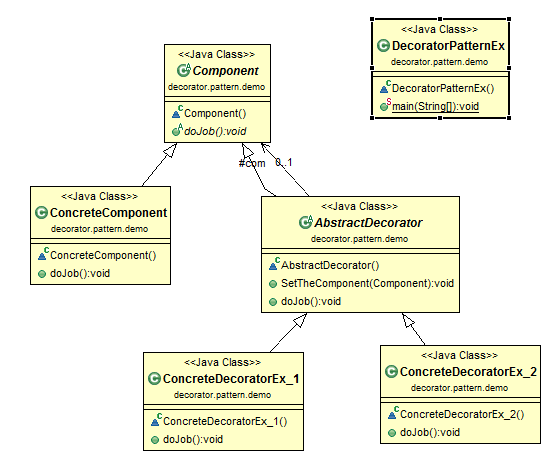 <<Java Class>>
Component
decorator.pattern.demo
Component()
doJob():void
<<Java Class>>
DecoratorPatternEx
decorator.pattern.demo
DecoratorPatternEx()
main(String[]):void
#com 0..1
<<Java Class>>
ConcreteComponent
decorator.pattern.demo
ConcreteComponent()
doJob():void
<<Java Class>>
AbstractDecorator
decorator.pattern.demo
AbstractDecorator()
SetTheComponent(Component):void
doJob():void
<<Java Class>>
ConcreteDecoratorEx_1
decorator.pattern.demo
ConcreteDecoratorEx_1()
doJob():void
<<Java Class>>
ConcreteDecoratorEx_2
decorator.pattern.demo
ConcreteDecoratorEx_2()
doJob():void